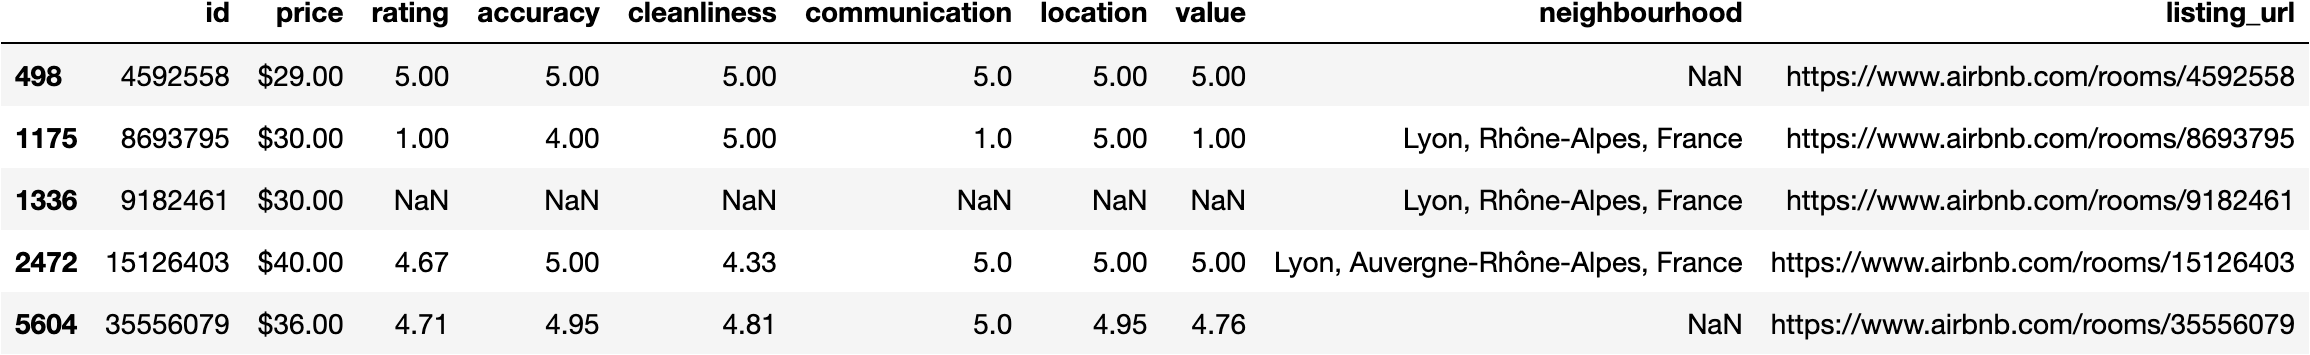 id price rating accuracy cleanliness communication location value neighbourhood listing_url
498 4592558 $29.00 5.00 5.00 5.00 5.0 5.00 5.00 NaN https://www.airbnb.com/rooms/4592558
1175 8693795 $30.00 1.00 4.00 5.00 1.0 5.00 1.00 Lyon, Rhône-Alpes, France https://www.airbnb.com/rooms/8693795
1336 9182461 $30.00 NaN NaN NaN NaN NaN NaN Lyon, Rhône-Alpes, France https://www.airbnb.com/rooms/9182461
2472 15126403 $40.00 4.67 5.00 4.33 5.0 5.00 5.00 Lyon, Auvergne-Rhône-Alpes, France https://www.airbnb.com/rooms/15126403
5604 35556079 $36.00 4.71 4.95 4.81 5.0 4.95 4.76 NaN https://www.airbnb.com/rooms/35556079